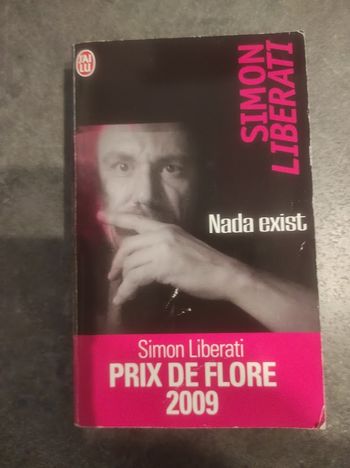 J'AI
LU
SIMON
LIBERATI
Nada exist
Simon Liberati
PRIX DE FLORE
2009